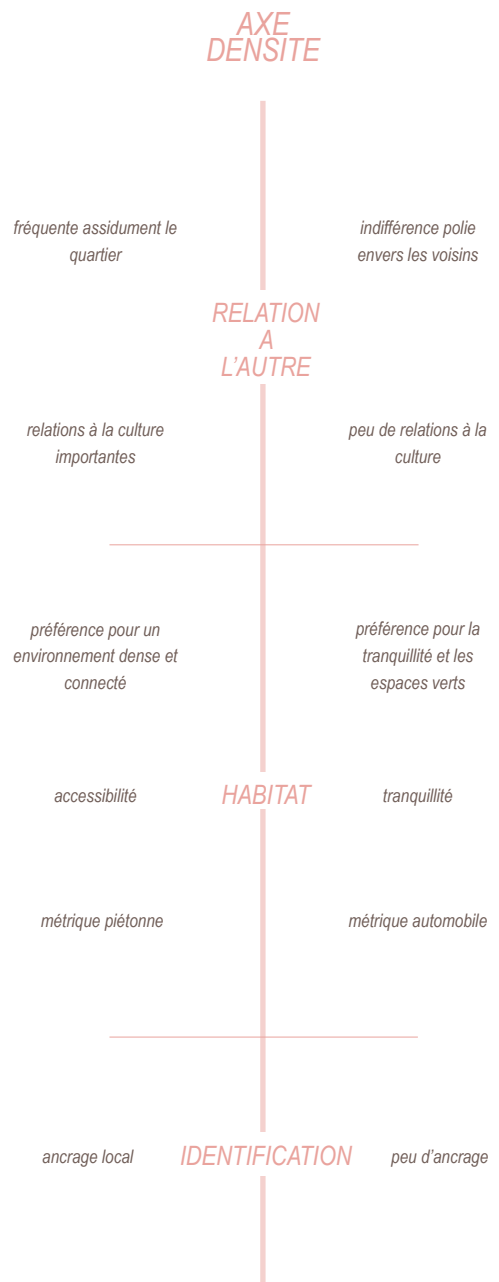 AXE
DENSITE
fréquente assidument le
quartier
indifférence polie
envers les voisins
RELATION
A
L'AUTRE
relations à la culture
importantes
peu de relations à la
culture
préférence pour un
environnement dense et
connecté
préférence pour la
tranquillité et les
espaces verts
accessibilité
HABITAT
tranquillité
métrique piétonne
métrique automobile
ancrage local
IDENTIFICATION
peu d'ancrage